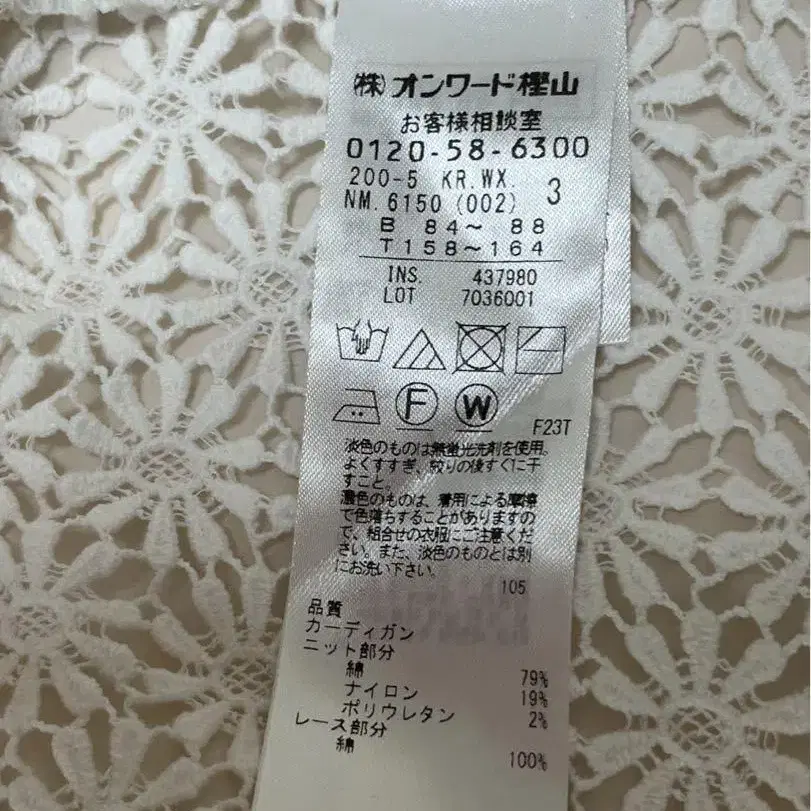 (株)オンワード樫山
お客様相談室
0120-58-6300
200-5 KR.WX. 3
NM.6150(002)
B 84～ 88
T158～164
INS. 437980
LOT 7036001
F
W
F23T
淡色のものは無蛍光洗剤を使用。
よくすすぎ、絞りの後すぐに干
すこと。
濃色のものは、着用による摩擦
で色落ちすることがありますの
で、組合せの衣服にご注意くだ
さい。また、淡色のものとは別
にお洗い下さい。
105
品質
カーディガン
ニット部分
綿 79%
ナイロン 19%
ポリウレタン 2%
レース部分
綿 100%